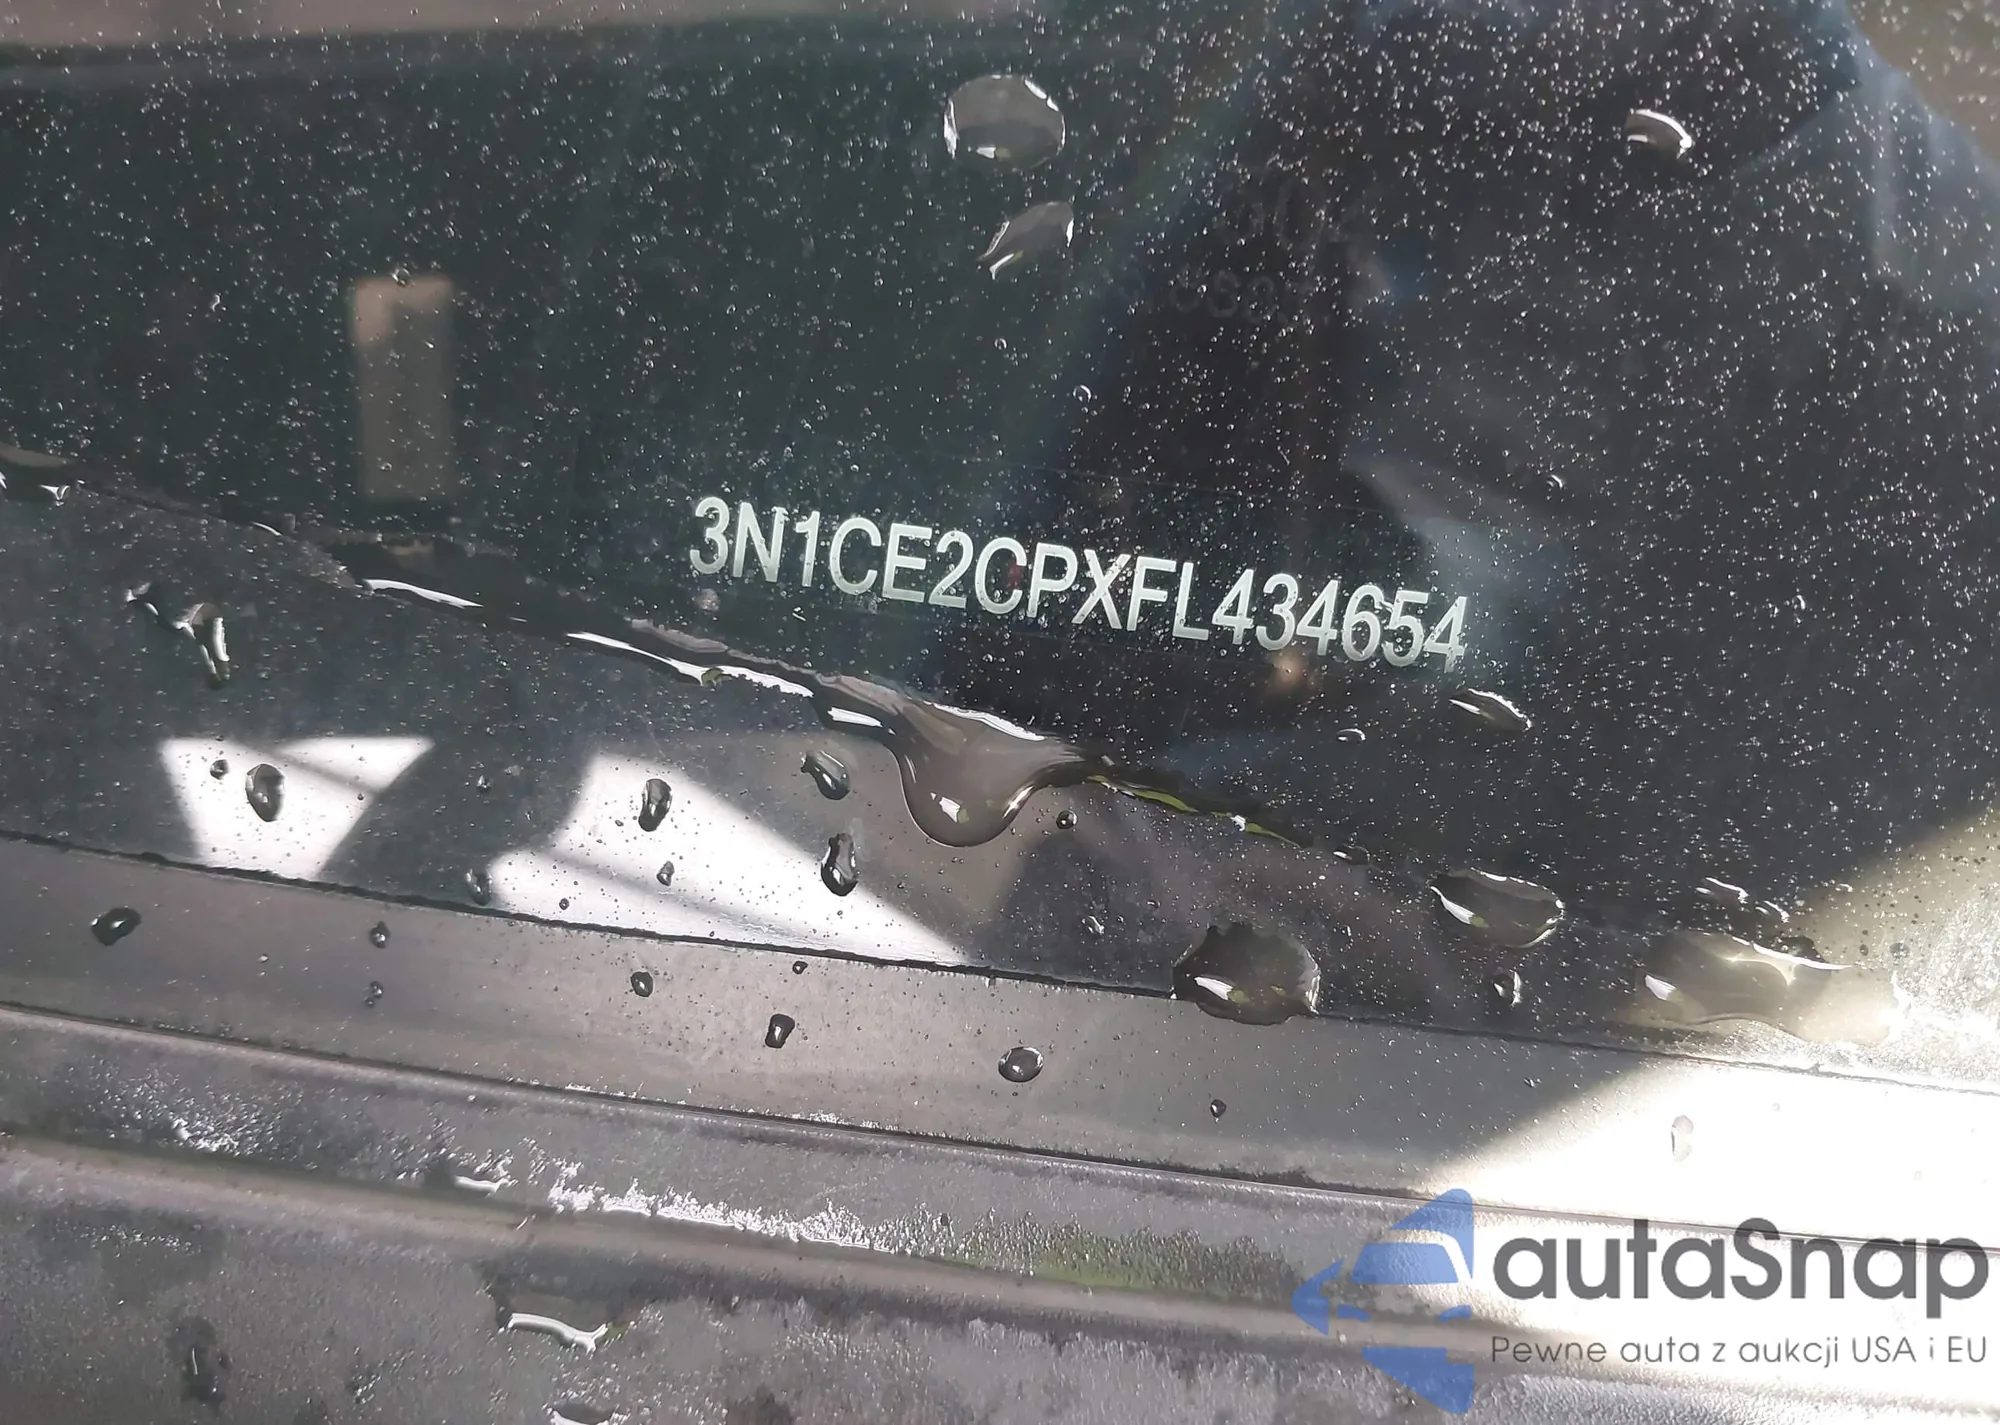 3N1CE2CPXFL434654
autaSnap
Pewne auta z aukcji USA i EU